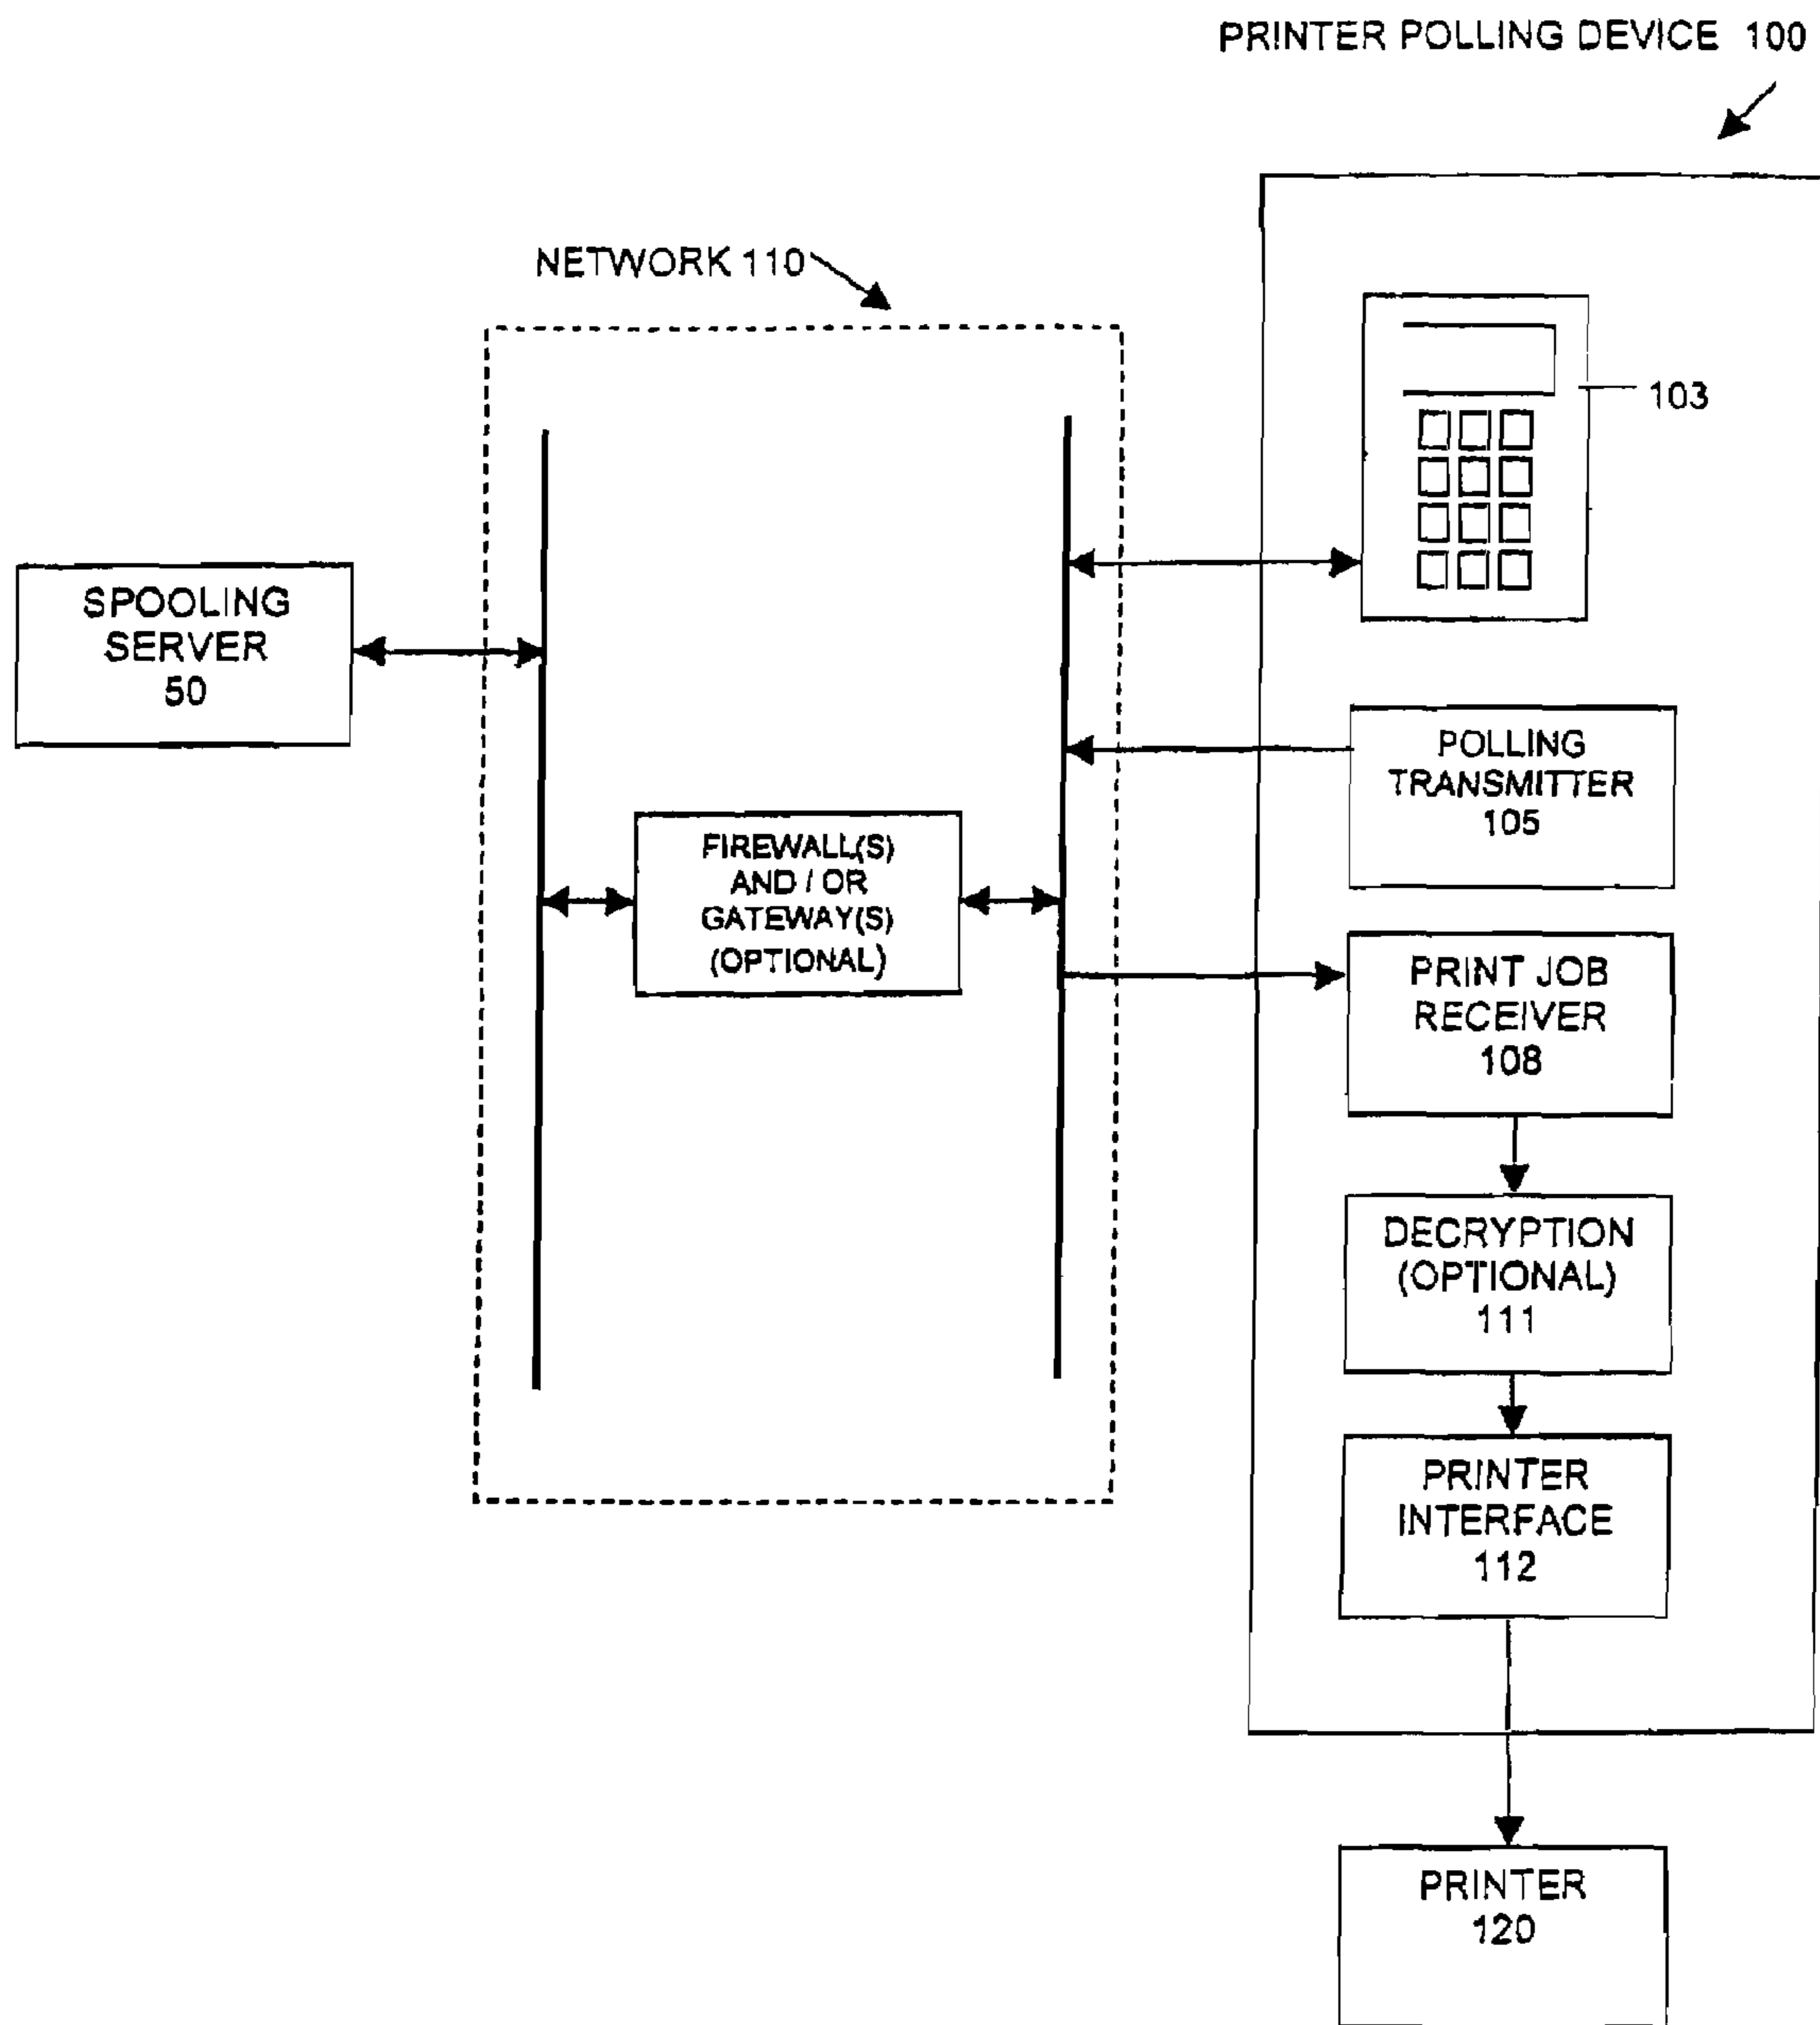 PRINTER POLLING DEVICE 100
NETWORK 110
103
SPOOLING
SERVER
50
POLLING
TRANSMITTER
105
FIREWALL(S)
AND / OR
GATEWAY(S)
(OPTIONAL)
PRINT JOB
RECEIVER
108
DECRYPTION
(OPTIONAL)
111
PRINTER
INTERFACE
112
PRINTER
120